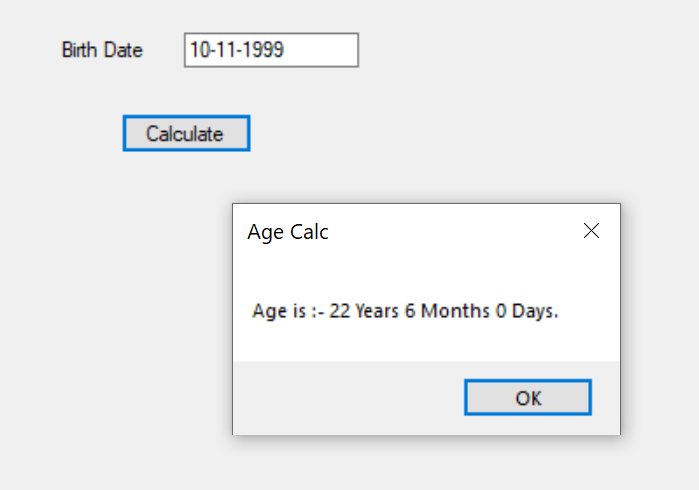 Birth Date 10-11-1999
Calculate
Age Calc
Age is :- 22 Years 6 Months 0 Days.
OK